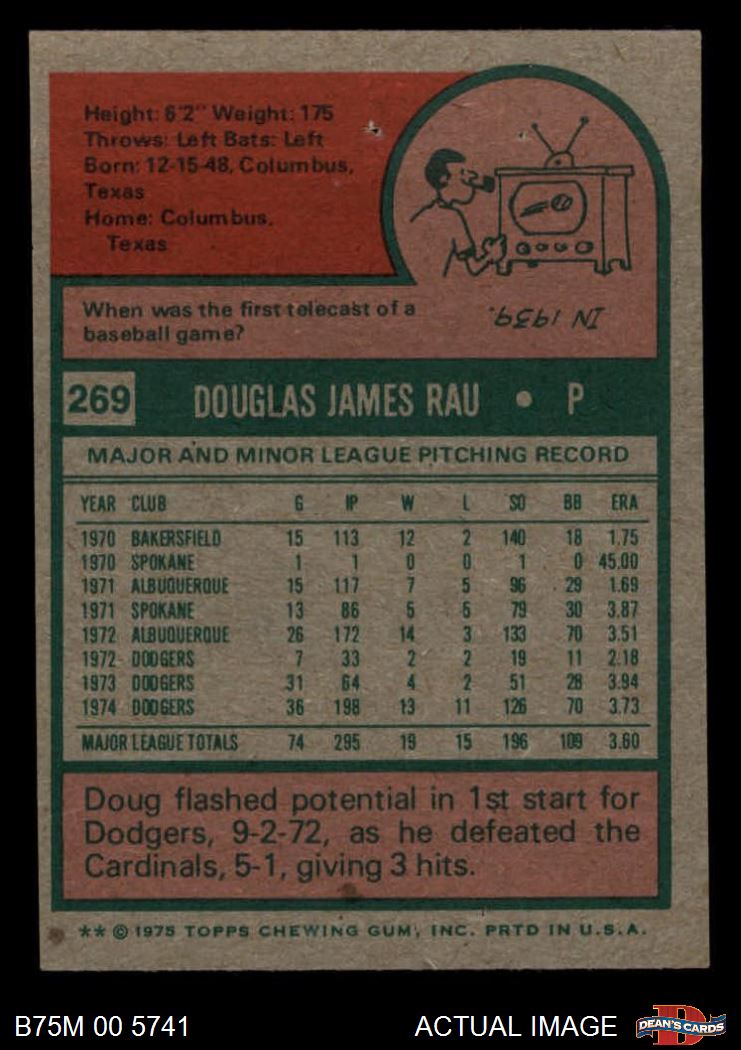 Height: 6'2" Weight: 175
Throws: Left Bats: Left
Born: 12-15-48, Columbus,
Texas
Home: Columbus,
Texas
When was the first telecast of a
baseball game?
IN 1939.
269 DOUGLAS JAMES RAU • P
MAJOR AND MINOR LEAGUE PITCHING RECORD
YEAR CLUB G IP W L SO BB ERA
1970 BAKERSFIELD 15 113 12 2 140 18 1.75
1970 SPOKANE 1 1 0 0 1 0 45.00
1971 ALBUQUERQUE 15 117 7 5 96 29 1.69
1971 SPOKANE 13 86 5 6 79 30 3.87
1972 ALBUQUERQUE 26 172 14 3 133 70 3.51
1972 DODGERS 7 33 2 2 19 11 2.18
1973 DODGERS 31 64 4 2 51 28 3.94
1974 DODGERS 36 198 13 11 126 70 3.73
MAJOR LEAGUE TOTALS 74 295 19 15 196 109 3.60
Doug flashed potential in 1st start for
Dodgers, 9-2-72, as he defeated the
Cardinals, 5-1, giving 3 hits.
** © 1975 TOPPS CHEWING GUM, INC. PRTD IN U.S.A.
B75M 00 5741 ACTUAL IMAGE DEAN'S CARDS